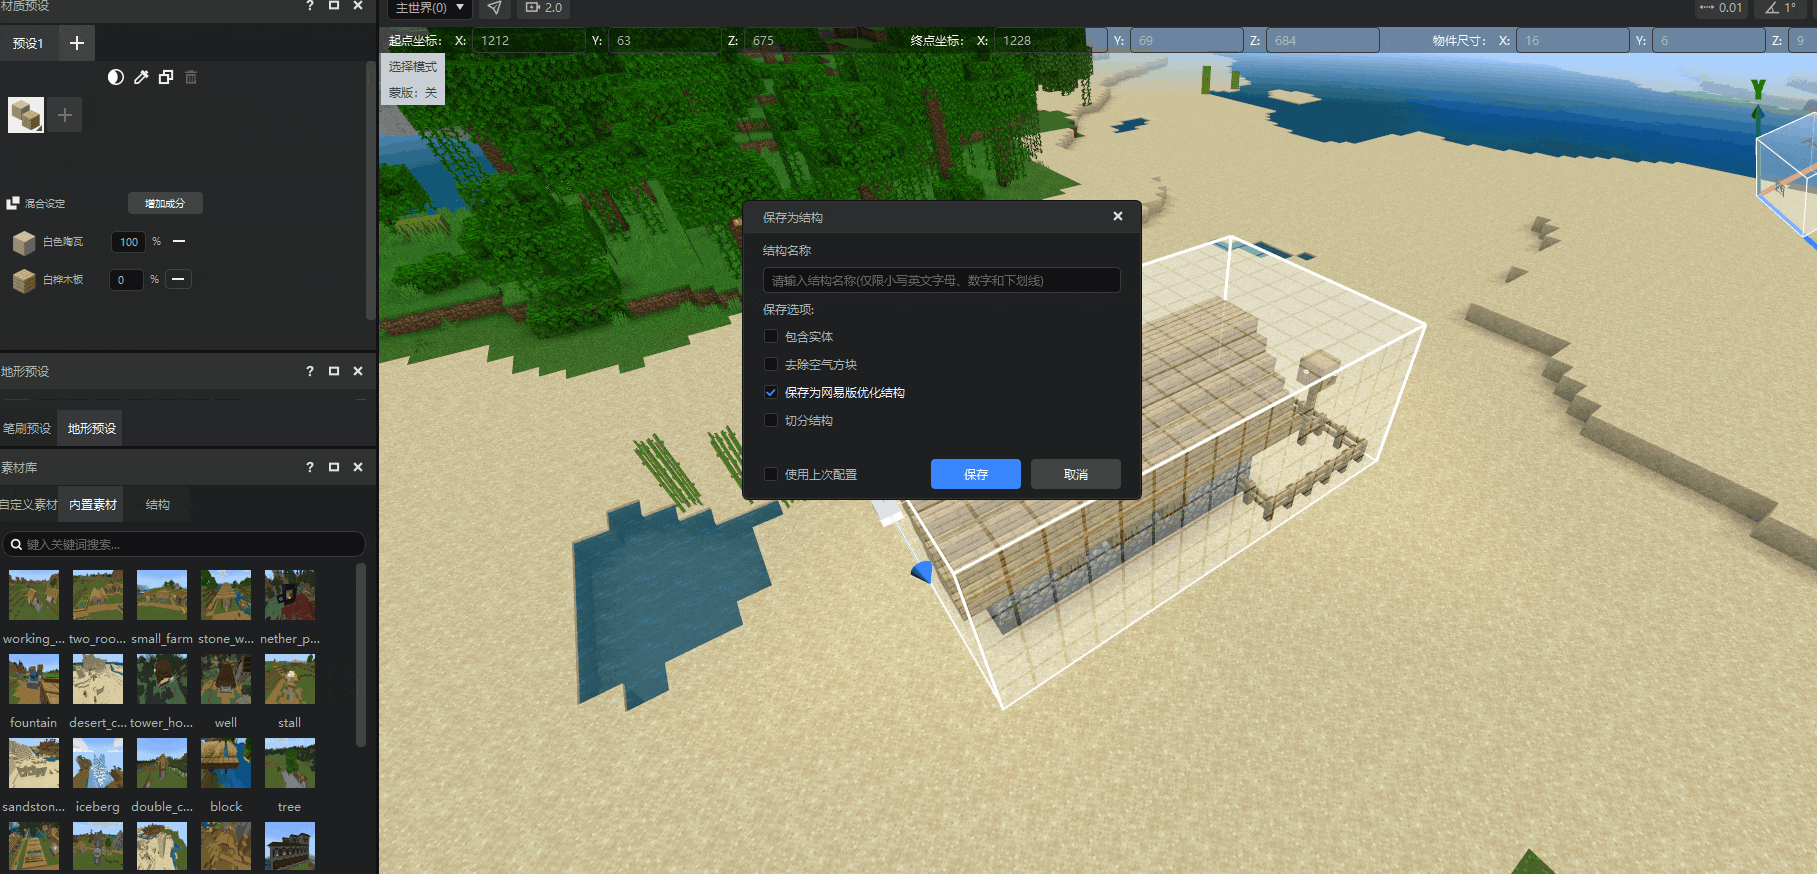 材质预设
主世界(0)
2.0
0.01
1°
预设1
起点坐标: X: 1212 Y: 63 Z: 675
终点坐标: X: 1228 Y: 69 Z: 684
物件尺寸: X: 16 Y: 6 Z: 9
选择模式
蒙版: 关
混合设定
增加成分
白色陶瓦 100 %
白桦木板 0 %
地形预设
笔刷预设 地形预设
素材库
自定义素材 内置素材 结构
键入关键词搜索...
working_... two_roo... small_farm stone_w... nether_p...
fountain desert_c... tower_ho... well stall
sandston... iceberg double_c... block tree
保存为结构
结构名称
请输入结构名称(仅限小写英文字母、数字和下划线)
保存选项:
包含实体
去除空气方块
保存为网易版优化结构
切分结构
使用上次配置
保存
取消
Y